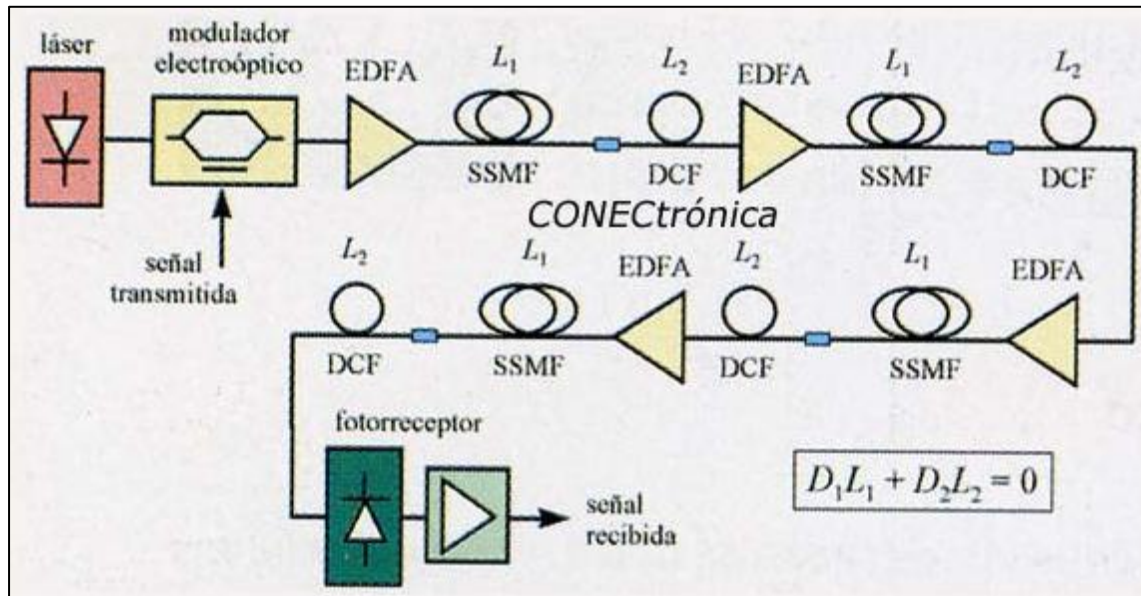 láser
modulador
electroóptico
EDFA
L₁
L₂
EDFA
L₁
L₂
SSMF
DCF
SSMF
DCF
CONECtrónica
señal
transmitida
L₂
L₁
EDFA
L₂
L₁
EDFA
DCF
SSMF
DCF
SSMF
fotorreceptor
señal
recibida
D₁L₁ + D₂L₂ = 0